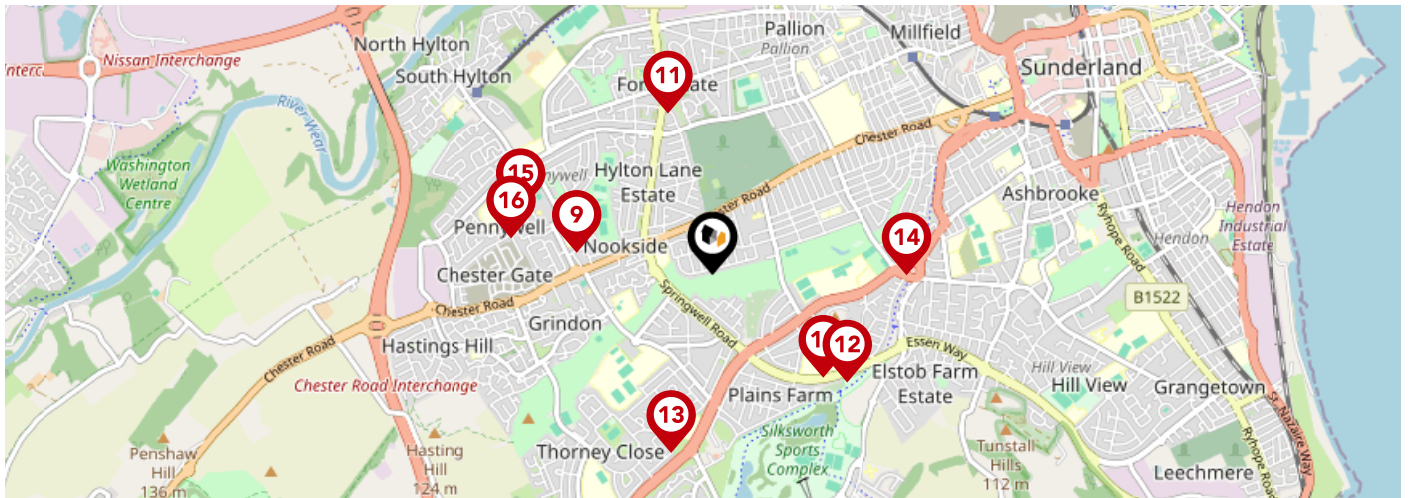 Pallion
Pallion
Millfield
North Hylton
Nissan Interchange
South Hylton
Sunderland
11
River Wear
Chester Road
Washington
Wetland
Centre
15
Hylton Lane
Estate
16
9
Ashbrooke
Pennywell
Nookside
14
Ryhope Road
Hendon
Industrial
Estate
Hendon
Chester Gate
Chester Road
B1522
Springwell Road
Grindon
Hastings Hill
Chester Road
12
Essen Way
Chester Road Interchange
Plains Farm
Elstob Farm
Estate
Hill View
Hill View
Grangetown
St. Nazaire Way
13
Thorney Close
Silksworth
Sports
Complex
Penshaw
Hill
136 m
Hasting
Hill
124 m
Tunstall
Hills
112 m
Leechmere
Ryhope Road